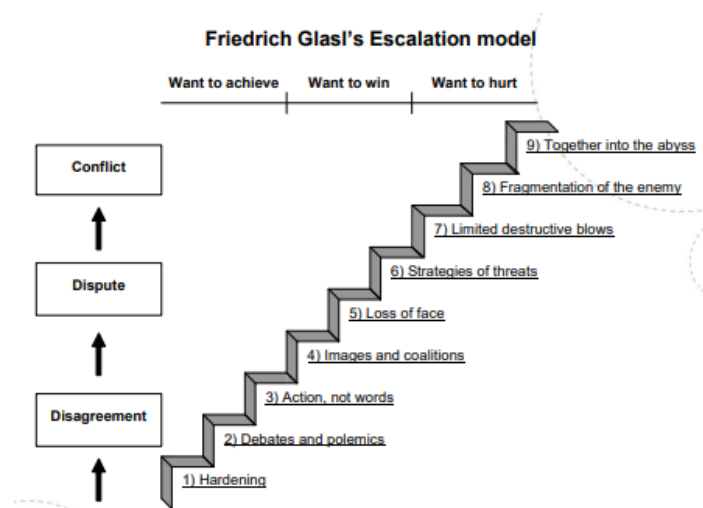 Friedrich Glasl's Escalation model
Want to achieve
Want to win
Want to hurt
Conflict
Dispute
Disagreement
9) Together into the abyss
8) Fragmentation of the enemy
7) Limited destructive blows
6) Strategies of threats
5) Loss of face
4) Images and coalitions
3) Action, not words
2) Debates and polemics
1) Hardening